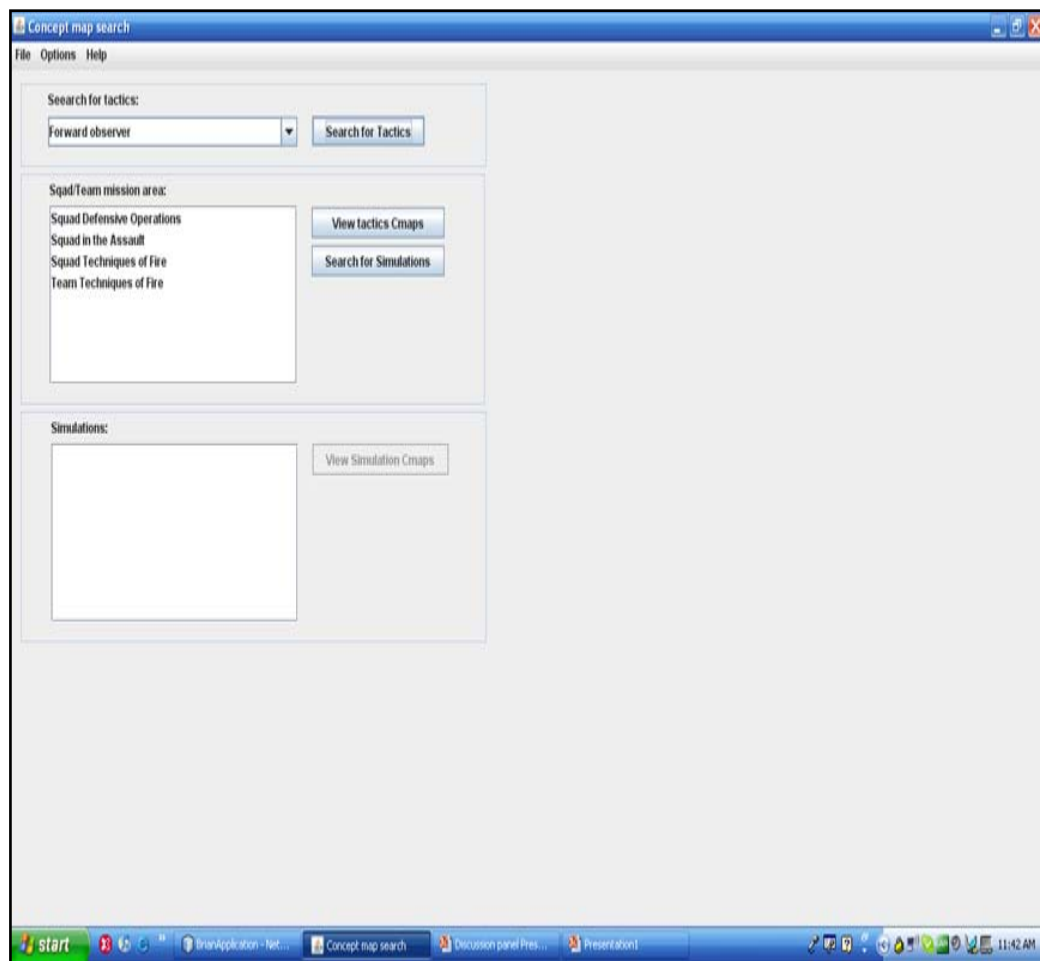 Concept map search
File Options Help
Seearch for tactics:
Forward observer
Search for Tactics
Sqad/Team mission area:
Squad Defensive Operations
Squad in the Assault
Squad Techniques of Fire
Team Techniques of Fire
View tactics Cmaps
Search for Simulations
Simulations:
View Simulation Cmaps
start BrianApplication - Net... Concept map search Discussion panel Pres... Presentation1 11:42 AM